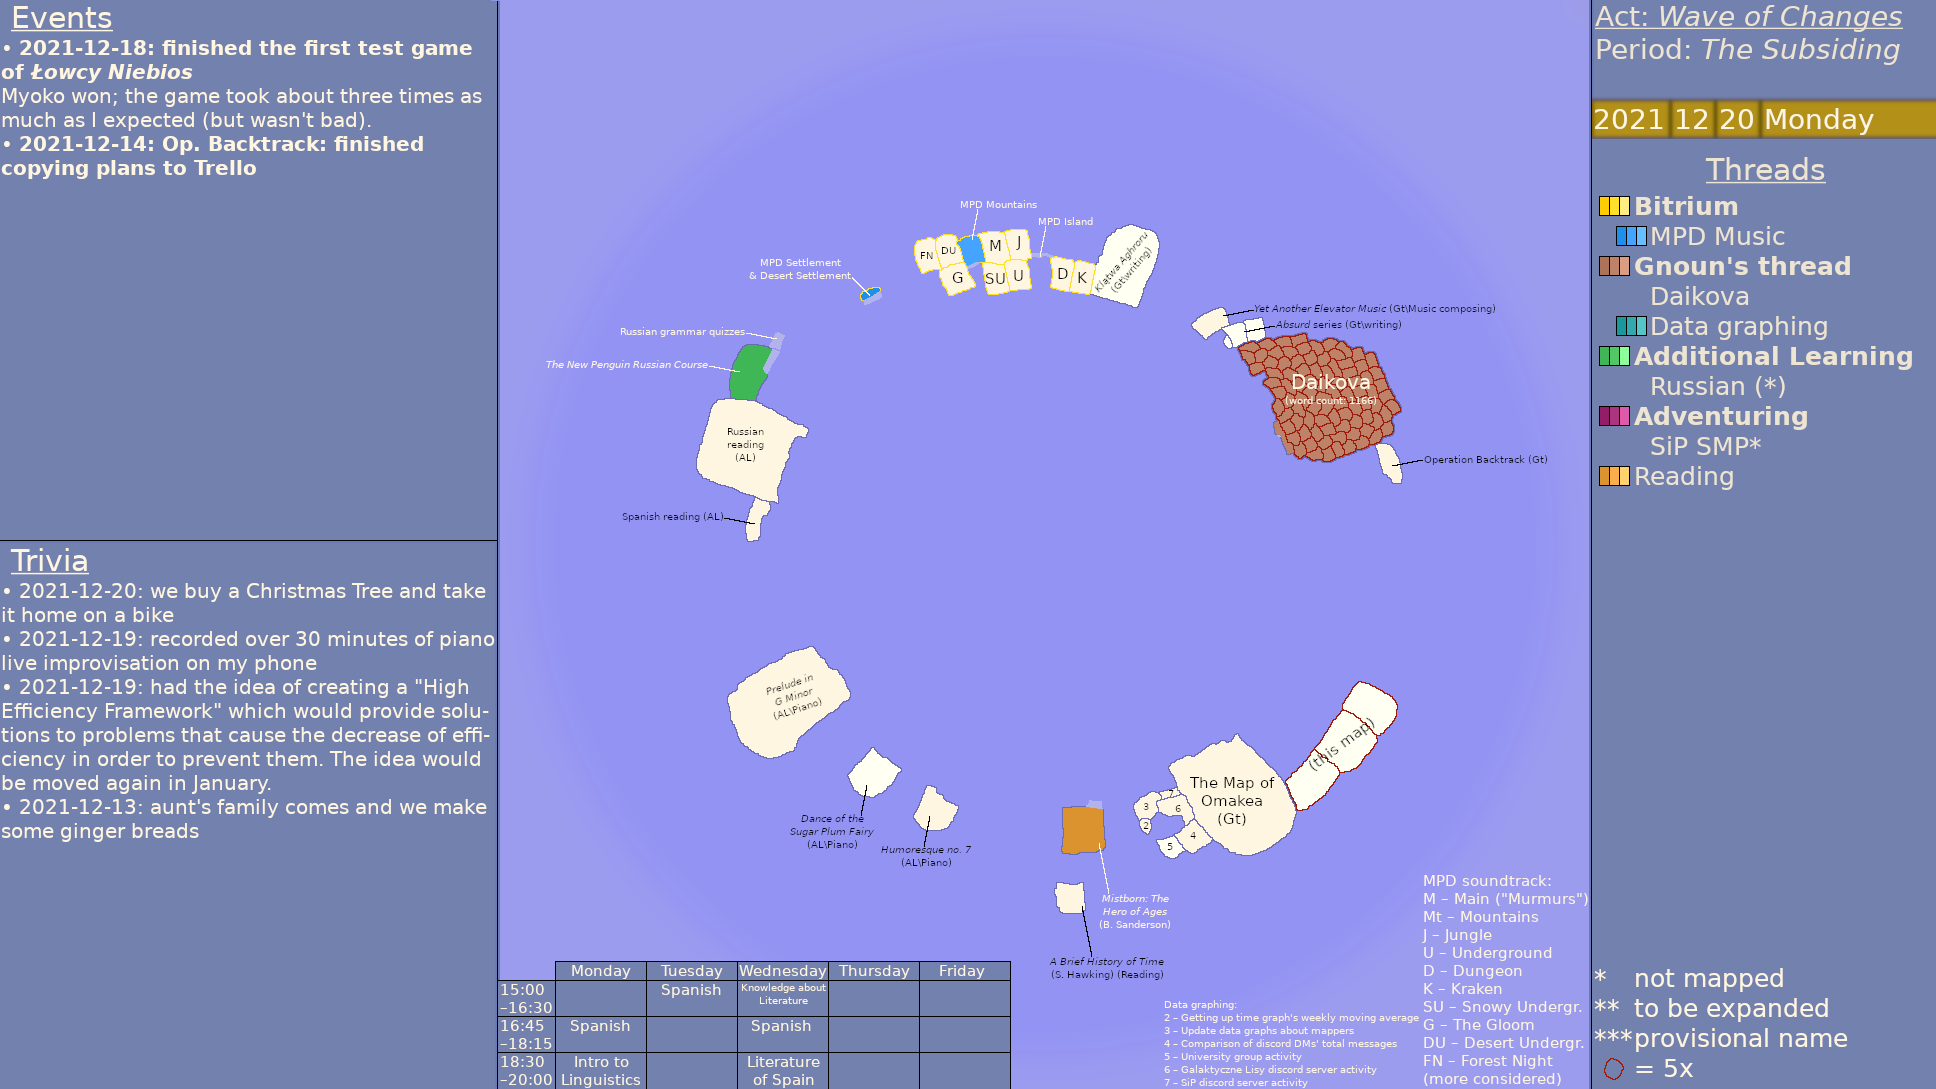 Events
• 2021-12-18: finished the first test game
of Łowcy Niebios
Myoko won; the game took about three times as
much as I expected (but wasn't bad).
• 2021-12-14: Op. Backtrack: finished
copying plans to Trello
Trivia
• 2021-12-20: we buy a Christmas Tree and take
it home on a bike
• 2021-12-19: recorded over 30 minutes of piano
live improvisation on my phone
• 2021-12-19: had the idea of creating a "High
Efficiency Framework" which would provide solu-
tions to problems that cause the decrease of effi-
ciency in order to prevent them. The idea would
be moved again in January.
• 2021-12-13: aunt's family comes and we make
some ginger breads
MPD Mountains
MPD Island
MPD Settlement
& Desert Settlement
FN
DU
M
J
G
SU
U
D
K
Klątwa Aghroru
(Gt\writing)
Yet Another Elevator Music (Gt\Music composing)
Absurd series (Gt\writing)
Russian grammar quizzes
The New Penguin Russian Course
Daikova
(word count: 1166)
Russian
reading
(AL)
Operation Backtrack (Gt)
Spanish reading (AL)
Prelude in
G Minor
(AL\Piano)
Dance of the
Sugar Plum Fairy
(AL\Piano)
Humoresque no. 7
(AL\Piano)
(this map)
The Map of
Omakea
(Gt)
7
3
6
2
4
5
Mistborn: The
Hero of Ages
(B. Sanderson)
A Brief History of Time
(S. Hawking) (Reading)
Monday
Tuesday
Wednesday
Thursday
Friday
15:00
–16:30
Spanish
Knowledge about
Literature
16:45
–18:15
Spanish
Spanish
18:30
–20:00
Intro to
Linguistics
Literature
of Spain
Data graphing:
2 – Getting up time graph's weekly moving average
3 – Update data graphs about mappers
4 – Comparison of discord DMs' total messages
5 – University group activity
6 – Galaktyczne Lisy discord server activity
7 – SiP discord server activity
MPD soundtrack:
M – Main ("Murmurs")
Mt – Mountains
J – Jungle
U – Underground
D – Dungeon
K – Kraken
SU – Snowy Undergr.
G – The Gloom
DU – Desert Undergr.
FN – Forest Night
(more considered)
Act: Wave of Changes
Period: The Subsiding
2021 12 20 Monday
Threads
Bitrium
MPD Music
Gnoun's thread
Daikova
Data graphing
Additional Learning
Russian (*)
Adventuring
SiP SMP*
Reading
* not mapped
** to be expanded
*** provisional name
= 5x